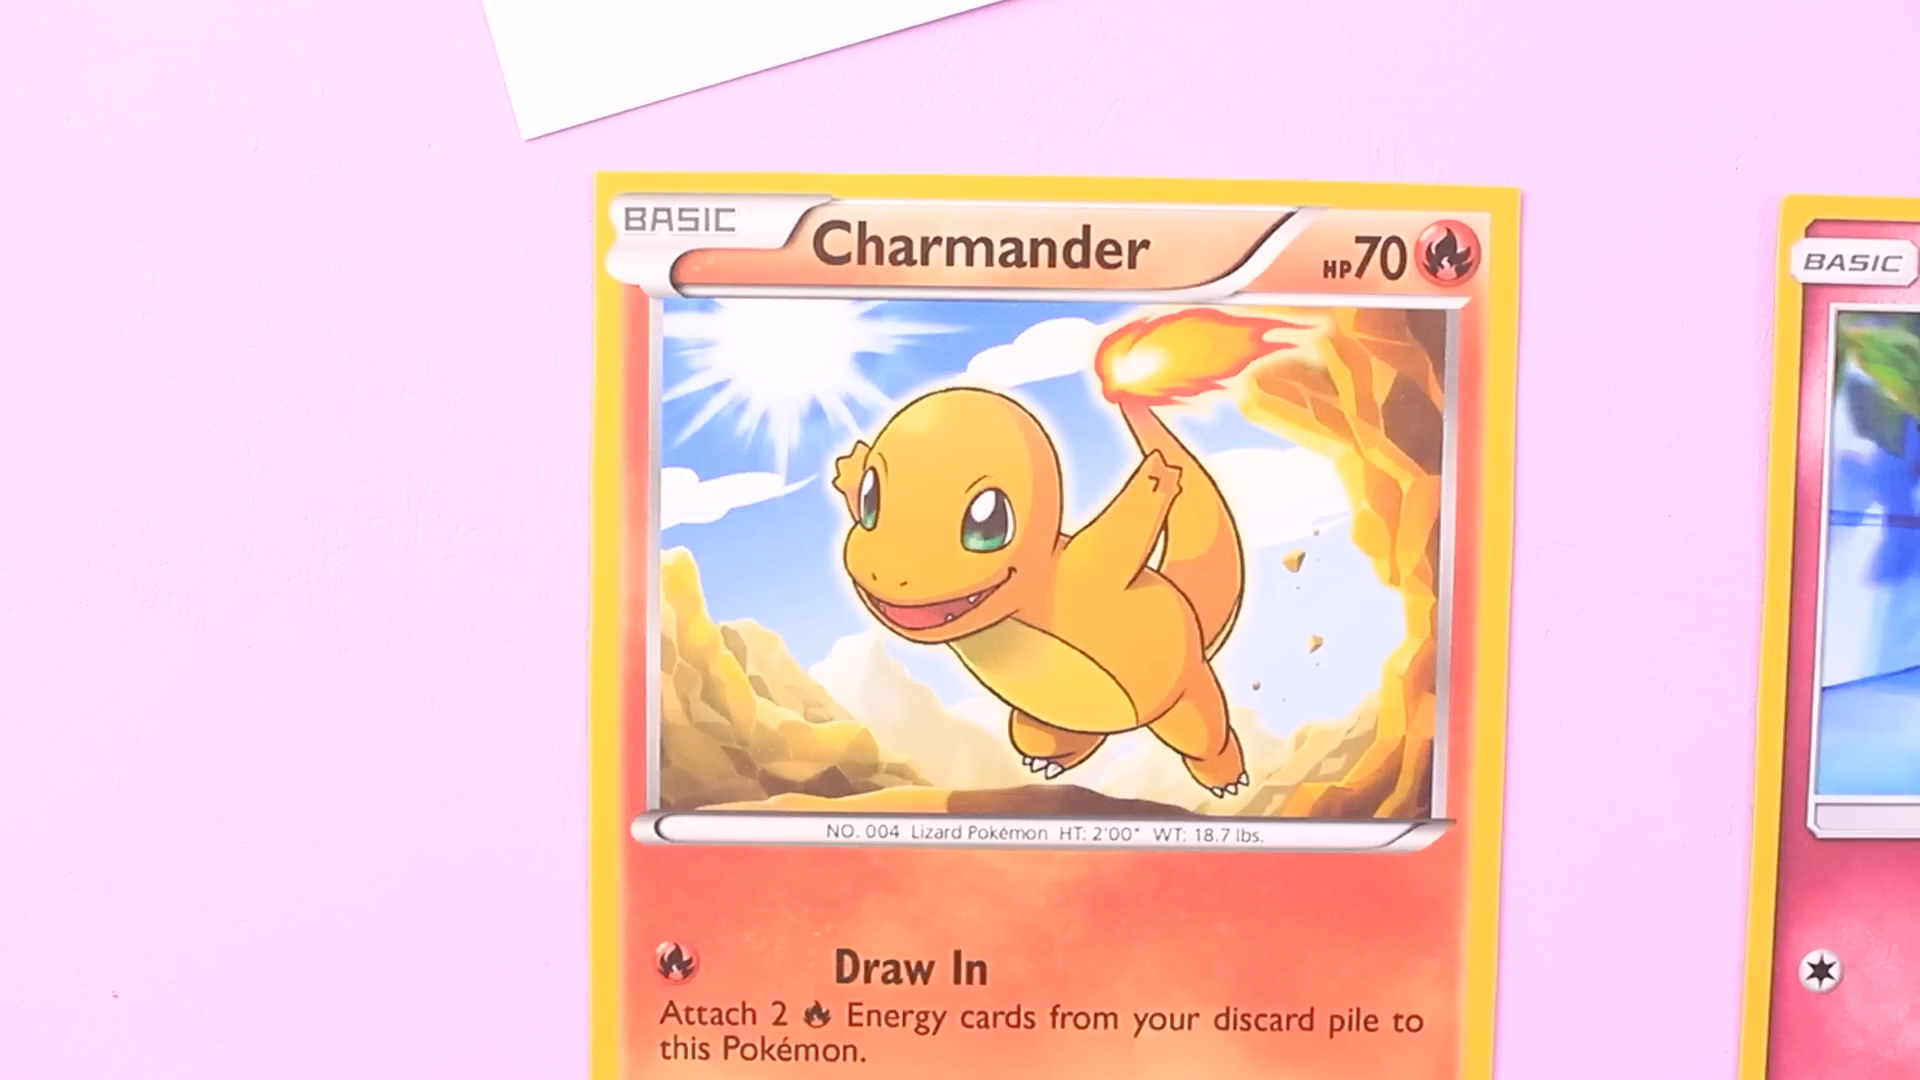 BASIC
Charmander
HP70
BASIC
NO. 004 Lizard Pokémon HT: 2'00" WT: 18.7 lbs.
Draw In
Attach 2 Energy cards from your discard pile to
this Pokémon.